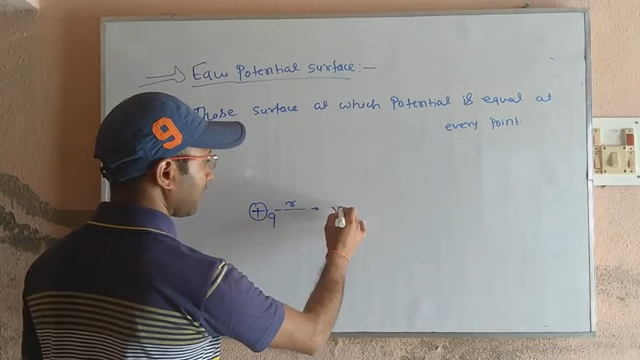 Equi Potential surface:-
Those surface at which Potential is equal at
every point.
+ q r
9